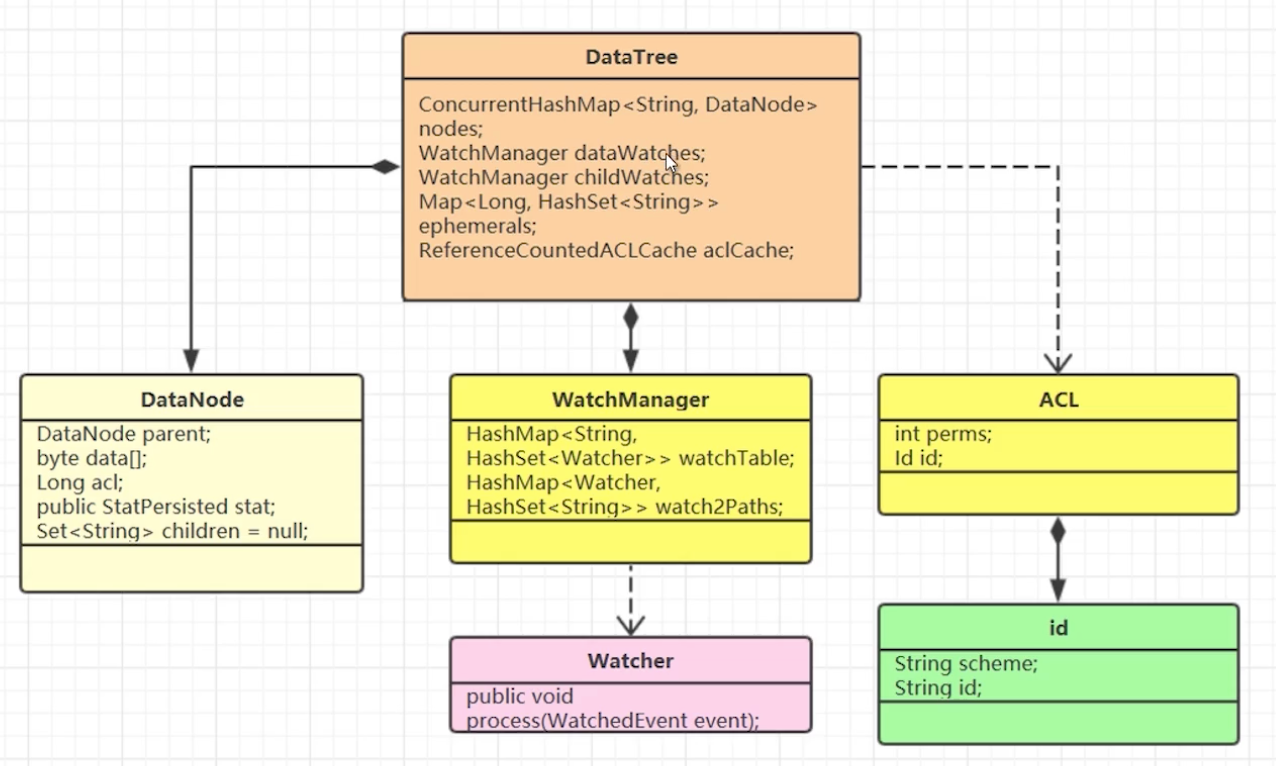 DataTree
ConcurrentHashMap<String, DataNode>
nodes;
WatchManager dataWatches;
WatchManager childWatches;
Map<Long, HashSet<String>>
ephemerals;
ReferenceCountedACLCache aclCache;
DataNode
DataNode parent;
byte data[];
Long acl;
public StatPersisted stat;
Set<String> children = null;
WatchManager
HashMap<String,
HashSet<Watcher>> watchTable;
HashMap<Watcher,
HashSet<String>> watch2Paths;
ACL
int perms;
Id id;
Watcher
public void
process(WatchedEvent event);
id
String scheme;
String id;